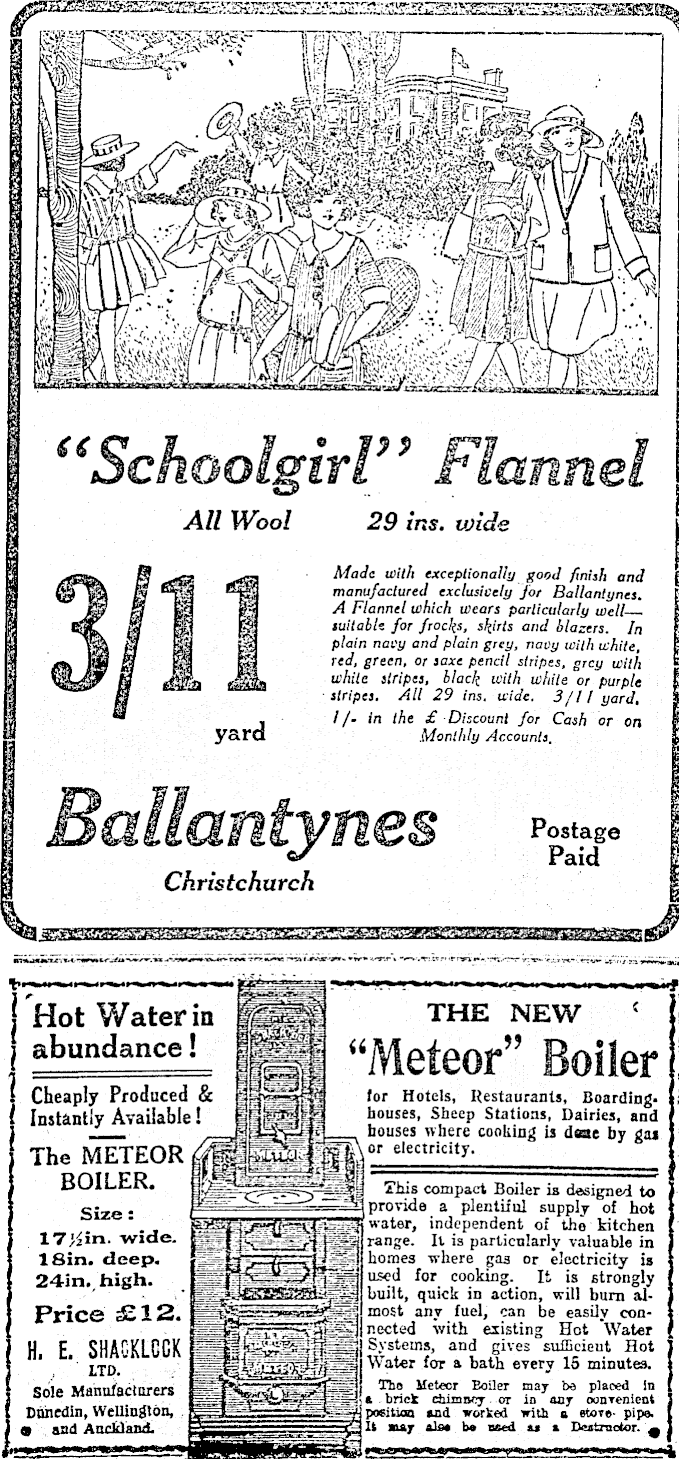 "Schoolgirl" Flannel
All Wool 29 ins. wide
3/11
yard
Made with exceptionally good finish and
manufactured exclusively for Ballantynes.
A Flannel which wears particularly well—
suitable for frocks, skirts and blazers. In
plain navy and plain grey, navy with white,
red, green, or saxe pencil stripes, grey with
white stripes, black with white or purple
stripes. All 29 ins. wide. 3/11 yard.
1/- in the £ Discount for Cash or on
Monthly Accounts.
Ballantynes
Christchurch
Postage
Paid
Hot Water in
abundance!
Cheaply Produced &
Instantly Available!
The METEOR
BOILER.
Size:
17½in. wide.
18in. deep.
24in. high.
Price £12.
H. E. SHACKLOCK
LTD.
Sole Manufacturers
Dunedin, Wellington,
and Auckland.
THE NEW
"Meteor" Boiler
for Hotels, Restaurants, Boarding-
houses, Sheep Stations, Dairies, and
houses where cooking is done by gas
or electricity.
This compact Boiler is designed to
provide a plentiful supply of hot
water, independent of the kitchen
range. It is particularly valuable in
homes where gas or electricity is
used for cooking. It is strongly
built, quick in action, will burn al-
most any fuel, can be easily con-
nected with existing Hot Water
Systems, and gives sufficient Hot
Water for a bath every 15 minutes.
The Meteor Boiler may be placed in
a brick chimney or in any convenient
position and worked with a stove pipe.
It may also be used as a Destructor.